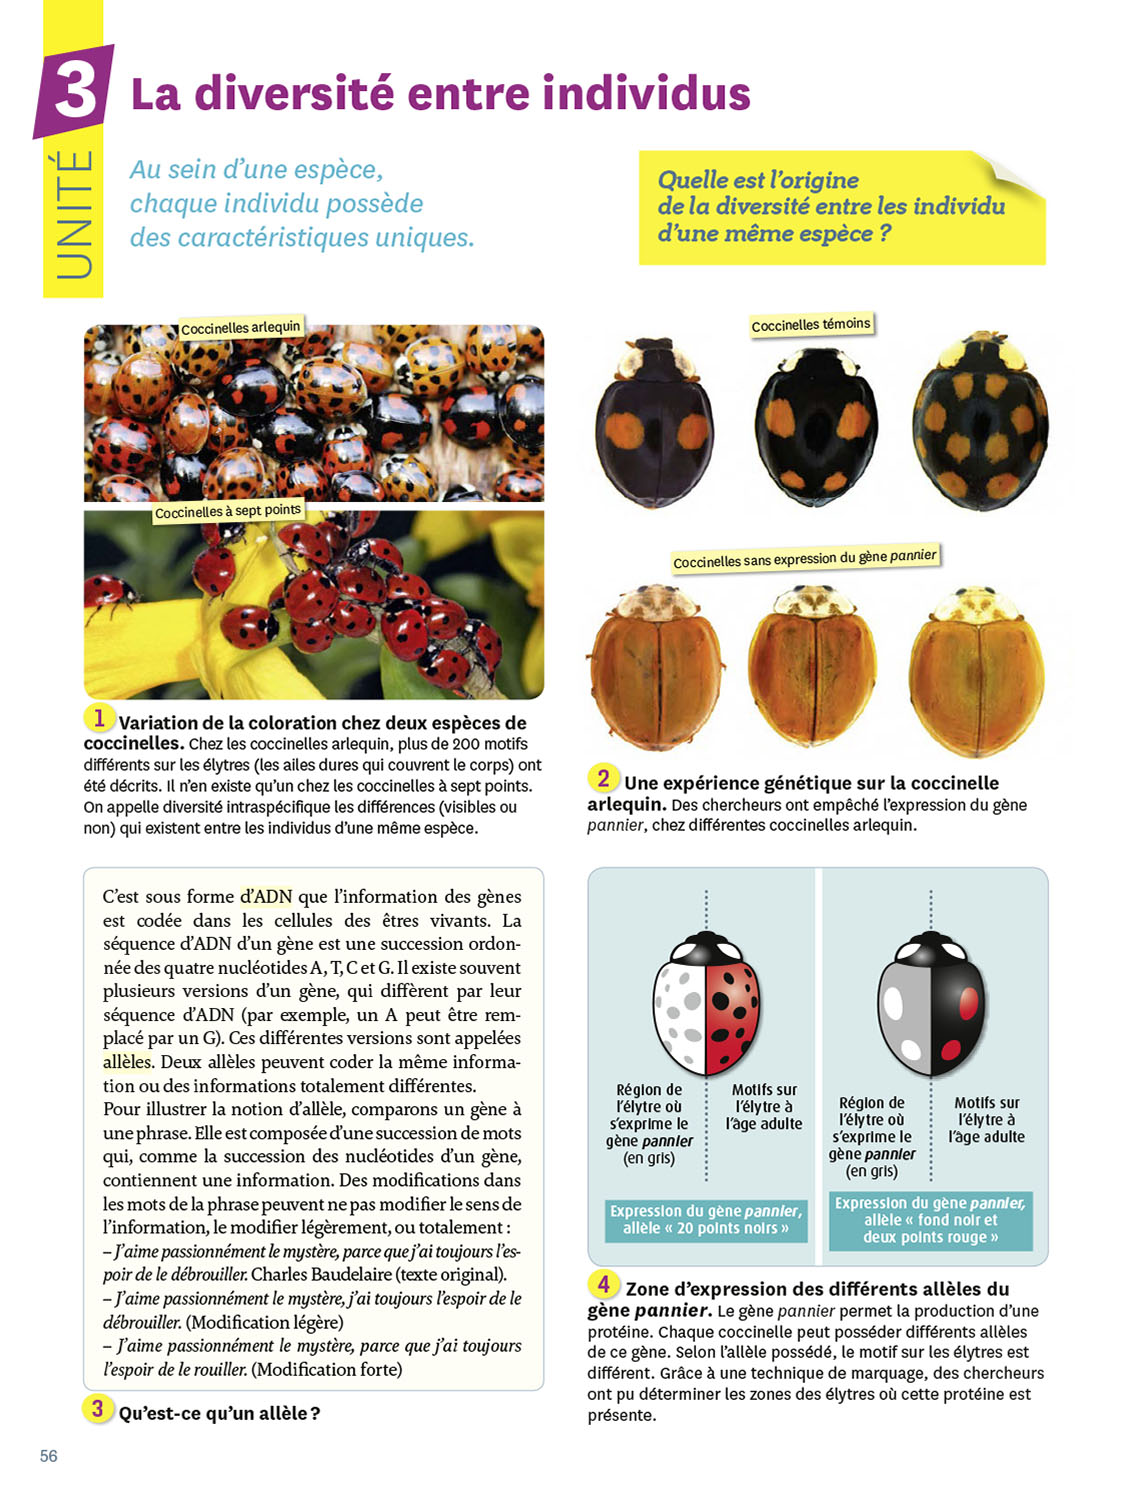 3
UNITÉ
La diversité entre individus
Au sein d’une espèce,
chaque individu possède
des caractéristiques uniques.
Quelle est l’origine
de la diversité entre les individu
d’une même espèce ?
Coccinelles arlequin
Coccinelles à sept points
1 Variation de la coloration chez deux espèces de
coccinelles. Chez les coccinelles arlequin, plus de 200 motifs
différents sur les élytres (les ailes dures qui couvrent le corps) ont
été décrits. Il n’en existe qu’un chez les coccinelles à sept points.
On appelle diversité intraspécifique les différences (visibles ou
non) qui existent entre les individus d’une même espèce.
Coccinelles témoins
Coccinelles sans expression du gène pannier
2 Une expérience génétique sur la coccinelle
arlequin. Des chercheurs ont empêché l’expression du gène
pannier, chez différentes coccinelles arlequin.
C’est sous forme d’ADN que l’information des gènes
est codée dans les cellules des êtres vivants. La
séquence d’ADN d’un gène est une succession ordon-
née des quatre nucléotides A, T, C et G. Il existe souvent
plusieurs versions d’un gène, qui diffèrent par leur
séquence d’ADN (par exemple, un A peut être rem-
placé par un G). Ces différentes versions sont appelées
allèles. Deux allèles peuvent coder la même informa-
tion ou des informations totalement différentes.
Pour illustrer la notion d’allèle, comparons un gène à
une phrase. Elle est composée d’une succession de mots
qui, comme la succession des nucléotides d’un gène,
contiennent une information. Des modifications dans
les mots de la phrase peuvent ne pas modifier le sens de
l’information, le modifier légèrement, ou totalement :
– J’aime passionnément le mystère, parce que j’ai toujours l’es-
poir de le débrouiller. Charles Baudelaire (texte original).
– J’aime passionnément le mystère, j’ai toujours l’espoir de le
débrouiller. (Modification légère)
– J’aime passionnément le mystère, parce que j’ai toujours
l’espoir de le rouiller. (Modification forte)
3 Qu’est-ce qu’un allèle ?
Région de
l’élytre où
s’exprime le
gène pannier
(en gris)
Motifs sur
l’élytre à
l’âge adulte
Expression du gène pannier,
allèle « 20 points noirs »
Région de
l’élytre où
s’exprime le
gène pannier
(en gris)
Motifs sur
l’élytre à
l’âge adulte
Expression du gène pannier,
allèle « fond noir et
deux points rouge »
4 Zone d’expression des différents allèles du
gène pannier. Le gène pannier permet la production d’une
protéine. Chaque coccinelle peut posséder différents allèles
de ce gène. Selon l’allèle possédé, le motif sur les élytres est
différent. Grâce à une technique de marquage, des chercheurs
ont pu déterminer les zones des élytres où cette protéine est
présente.
56